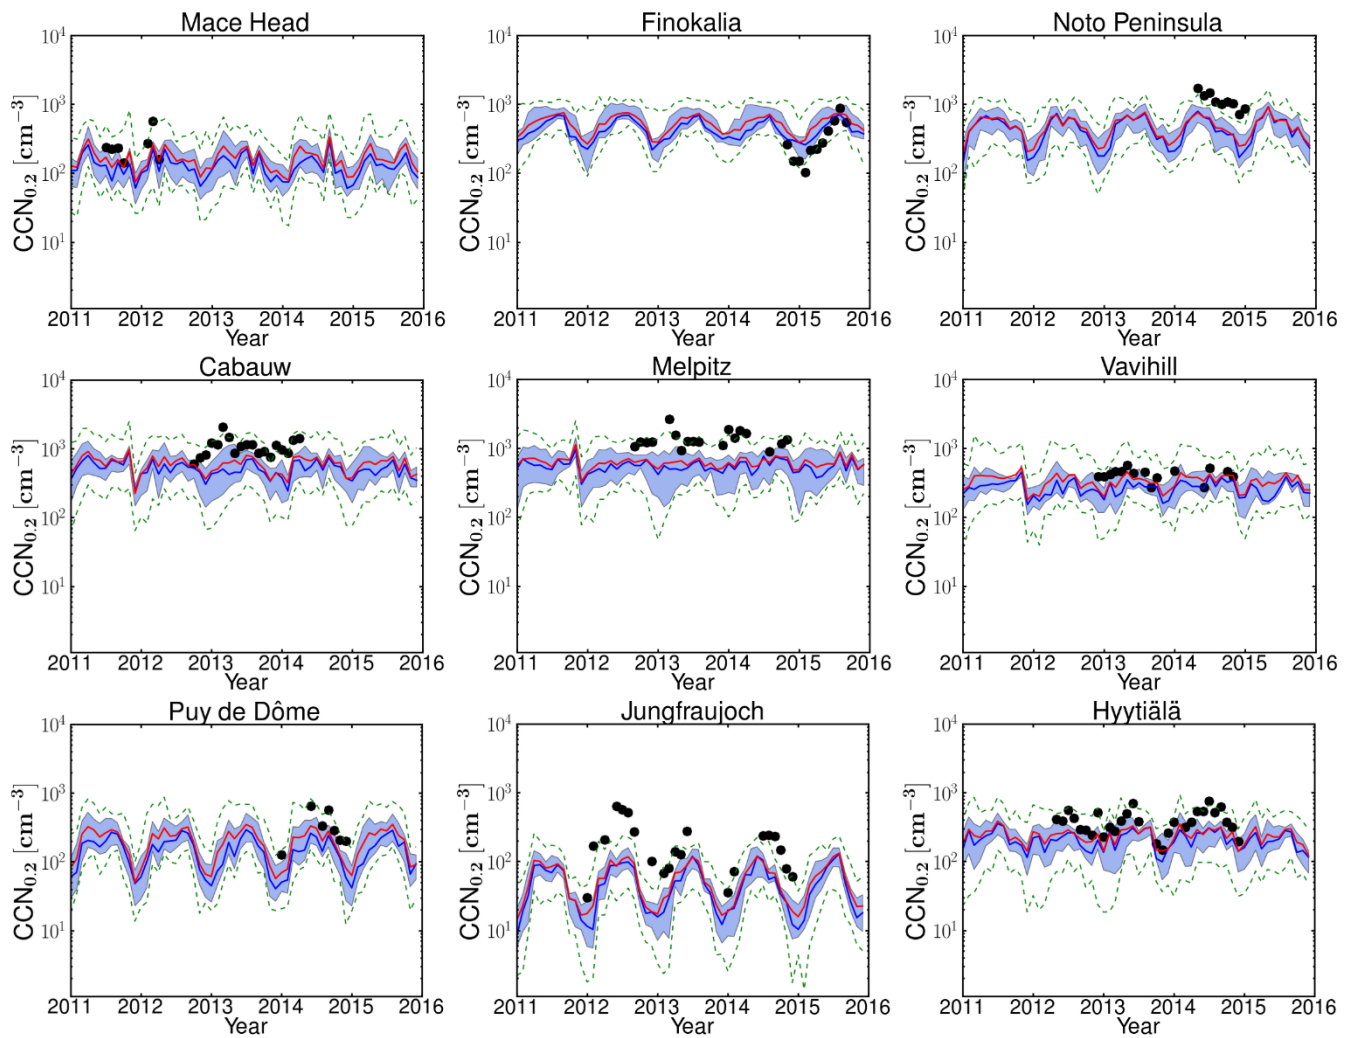 Mace Head
CCN0.2 [cm−3]
10^4
10^3
10^2
10^1
2011 2012 2013 2014 2015 2016
Year
Finokalia
CCN0.2 [cm−3]
10^4
10^3
10^2
10^1
2011 2012 2013 2014 2015 2016
Year
Noto Peninsula
CCN0.2 [cm−3]
10^4
10^3
10^2
10^1
2011 2012 2013 2014 2015 2016
Year
Cabauw
CCN0.2 [cm−3]
10^4
10^3
10^2
10^1
2011 2012 2013 2014 2015 2016
Year
Melpitz
CCN0.2 [cm−3]
10^4
10^3
10^2
10^1
2011 2012 2013 2014 2015 2016
Year
Vavihill
CCN0.2 [cm−3]
10^4
10^3
10^2
10^1
2011 2012 2013 2014 2015 2016
Year
Puy de Dôme
CCN0.2 [cm−3]
10^4
10^3
10^2
10^1
2011 2012 2013 2014 2015 2016
Year
Jungfraujoch
CCN0.2 [cm−3]
10^4
10^3
10^2
10^1
2011 2012 2013 2014 2015 2016
Year
Hyytiälä
CCN0.2 [cm−3]
10^4
10^3
10^2
10^1
2011 2012 2013 2014 2015 2016
Year